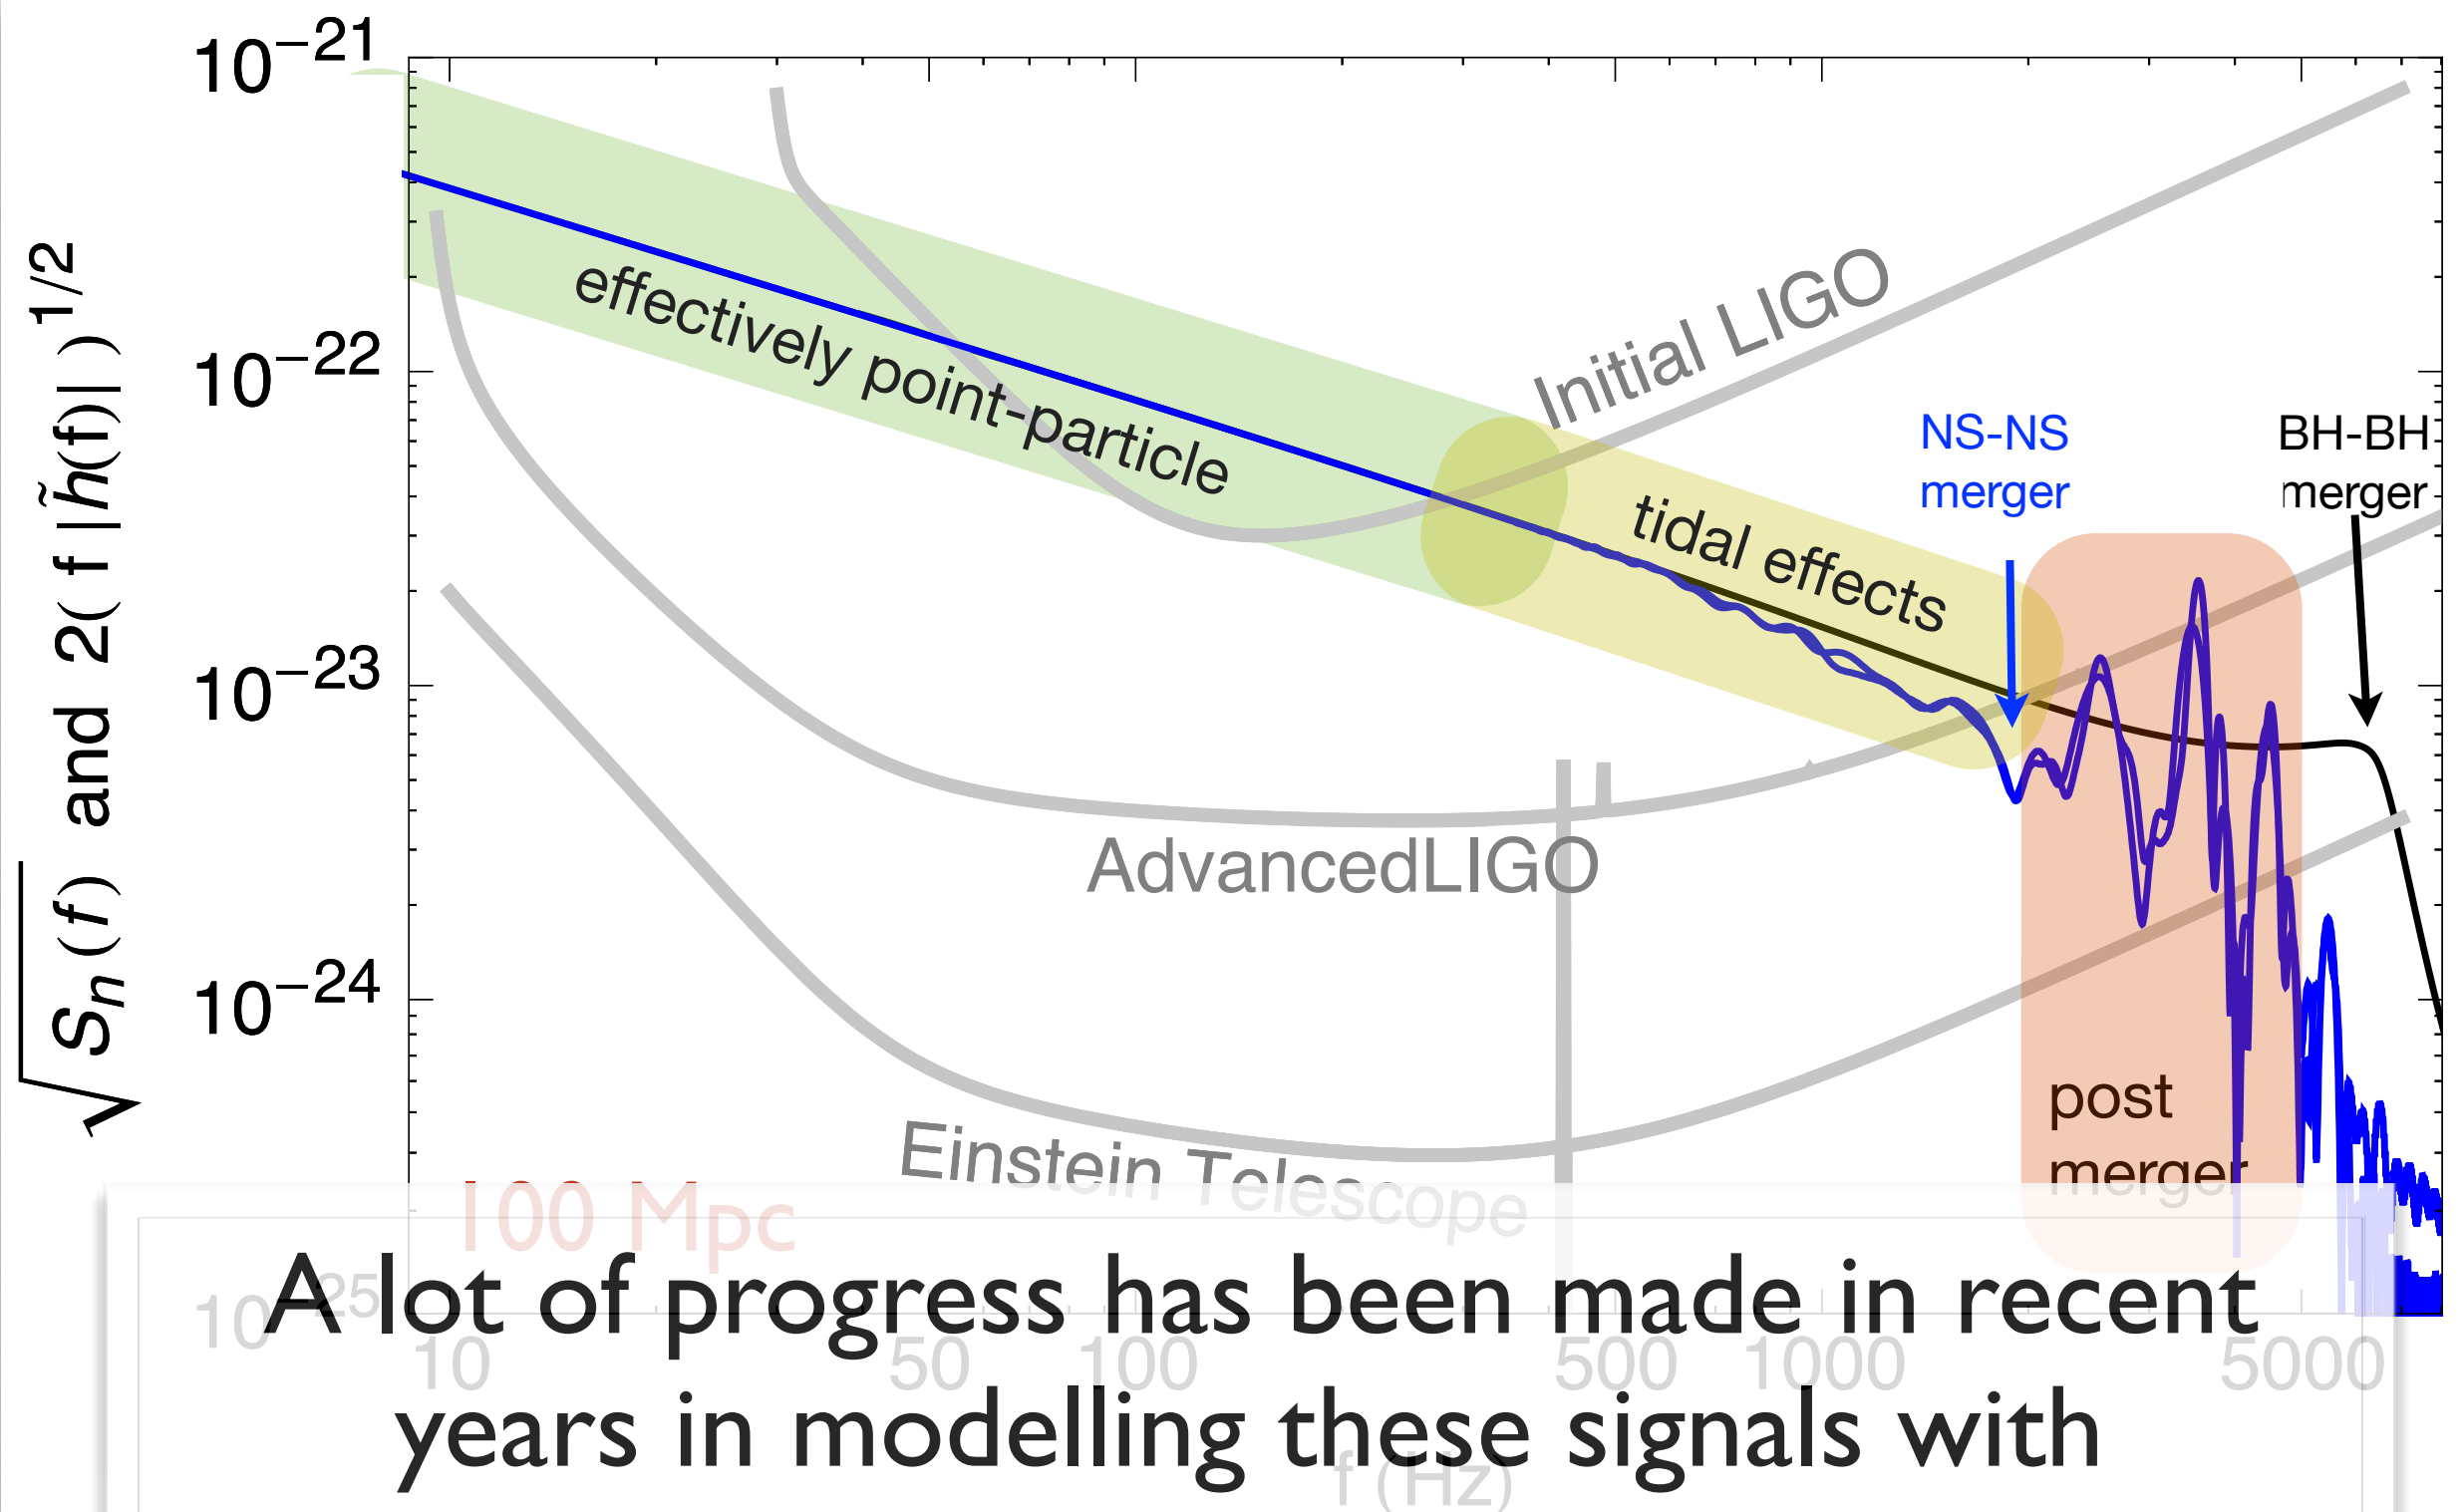 10−21
10−22
10−23
10−24
10−25
√Sn(f) and 2( f |h̃(f)| )1/2
effectively point-particle
Initial LIGO
tidal effects
NS-NS
merger
BH-BH
merger
AdvancedLIGO
Einstein Telescope
post
merger
100 Mpc
10 50 100 500 1000 5000
f (Hz)
A lot of progress has been made in recent
years in modelling these signals with